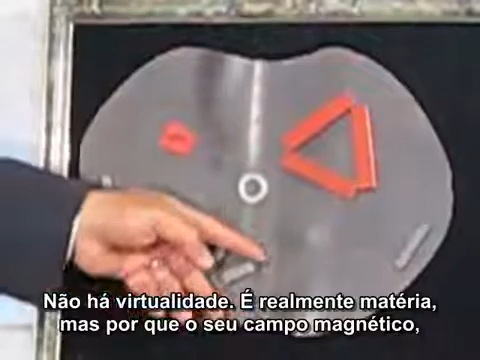 Não há virtualidade. É realmente matéria,
mas por que o seu campo magnético,